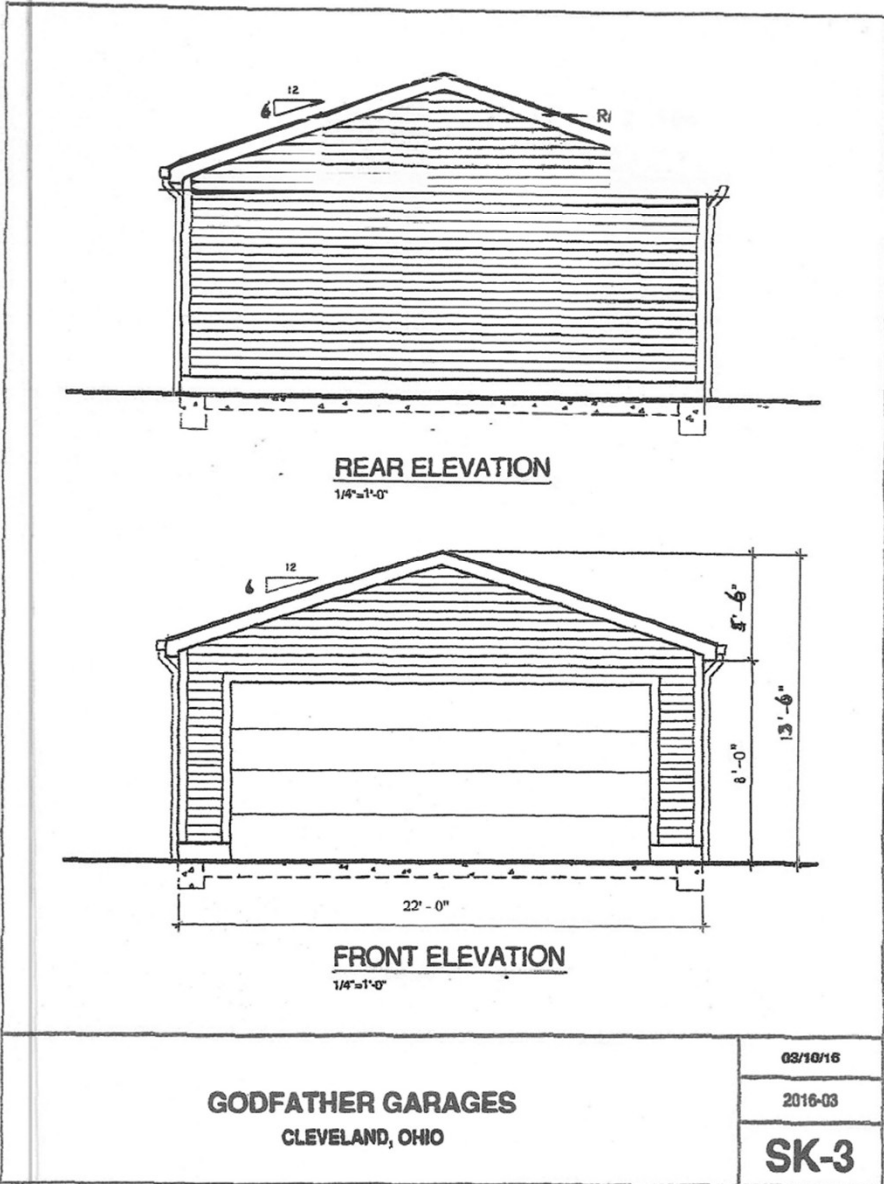 12
6
RA
REAR ELEVATION
1/4"=1'-0"
12
6
5'-6"
13'-6"
8'-0"
22' - 0"
FRONT ELEVATION
1/4"=1'-0"
03/10/16
GODFATHER GARAGES
2016-03
CLEVELAND, OHIO
SK-3